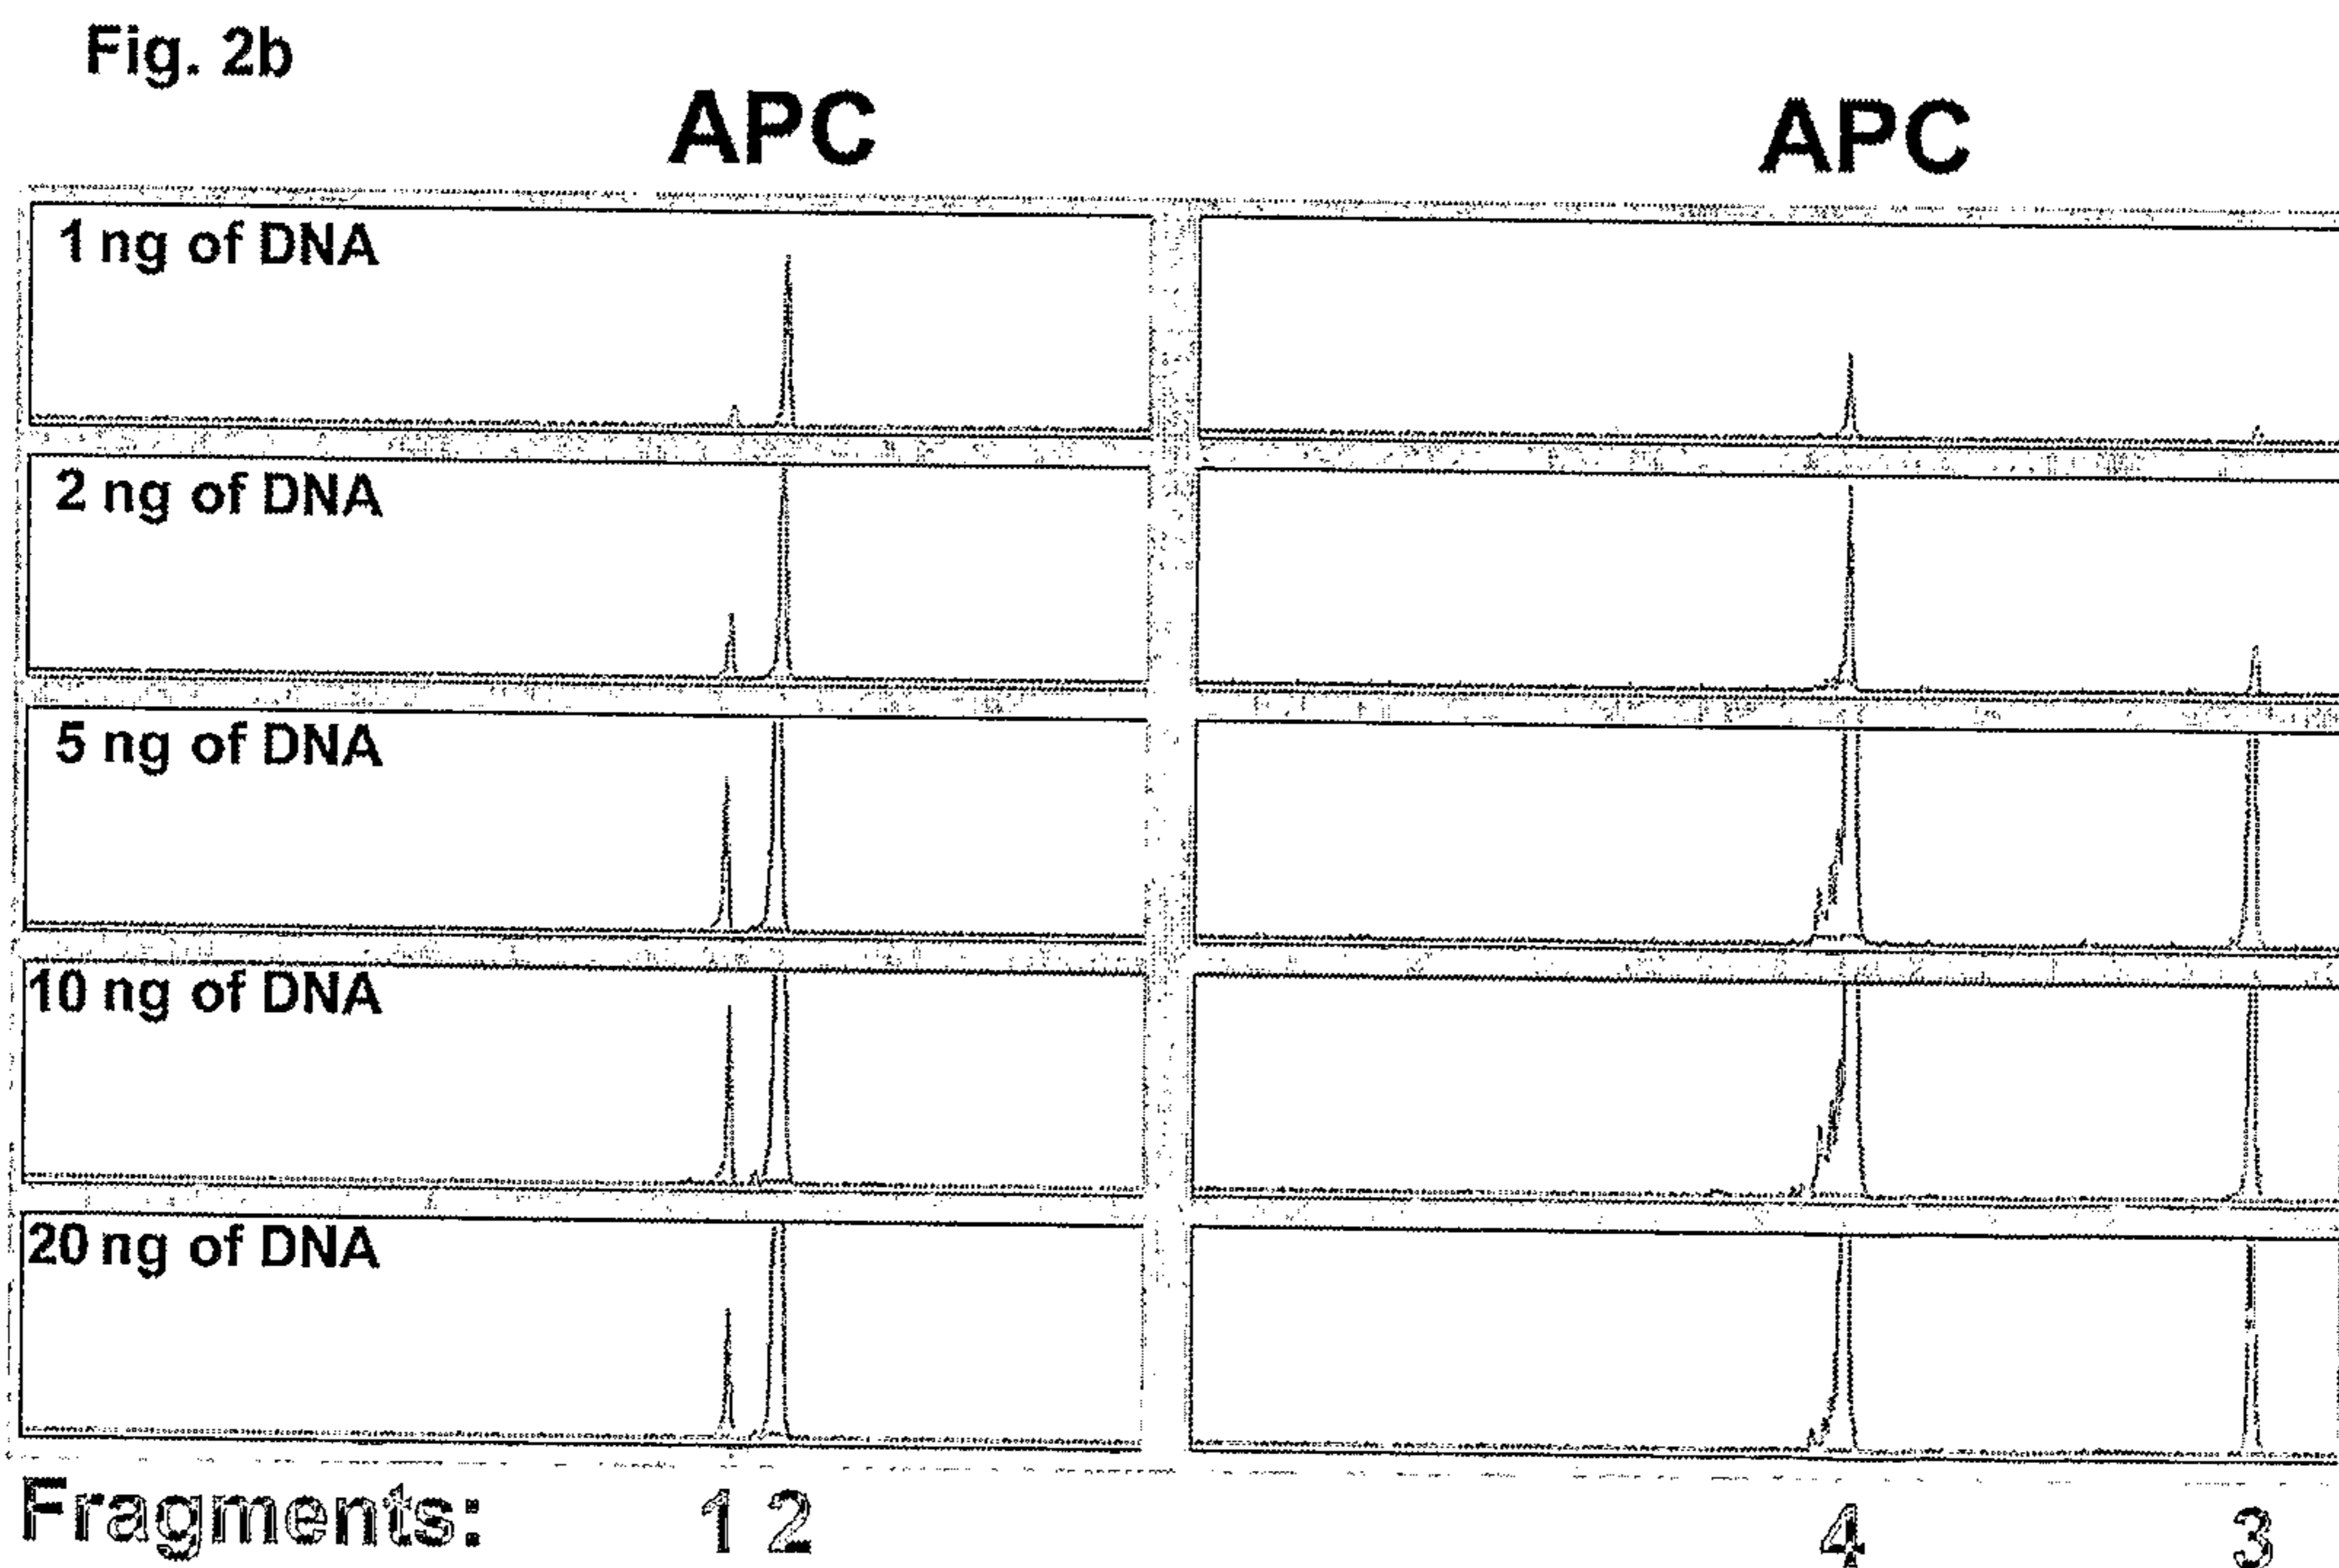 Fig. 2b
APC APC
1 ng of DNA
2 ng of DNA
5 ng of DNA
10 ng of DNA
20 ng of DNA
Fragments: 1 2 4 3